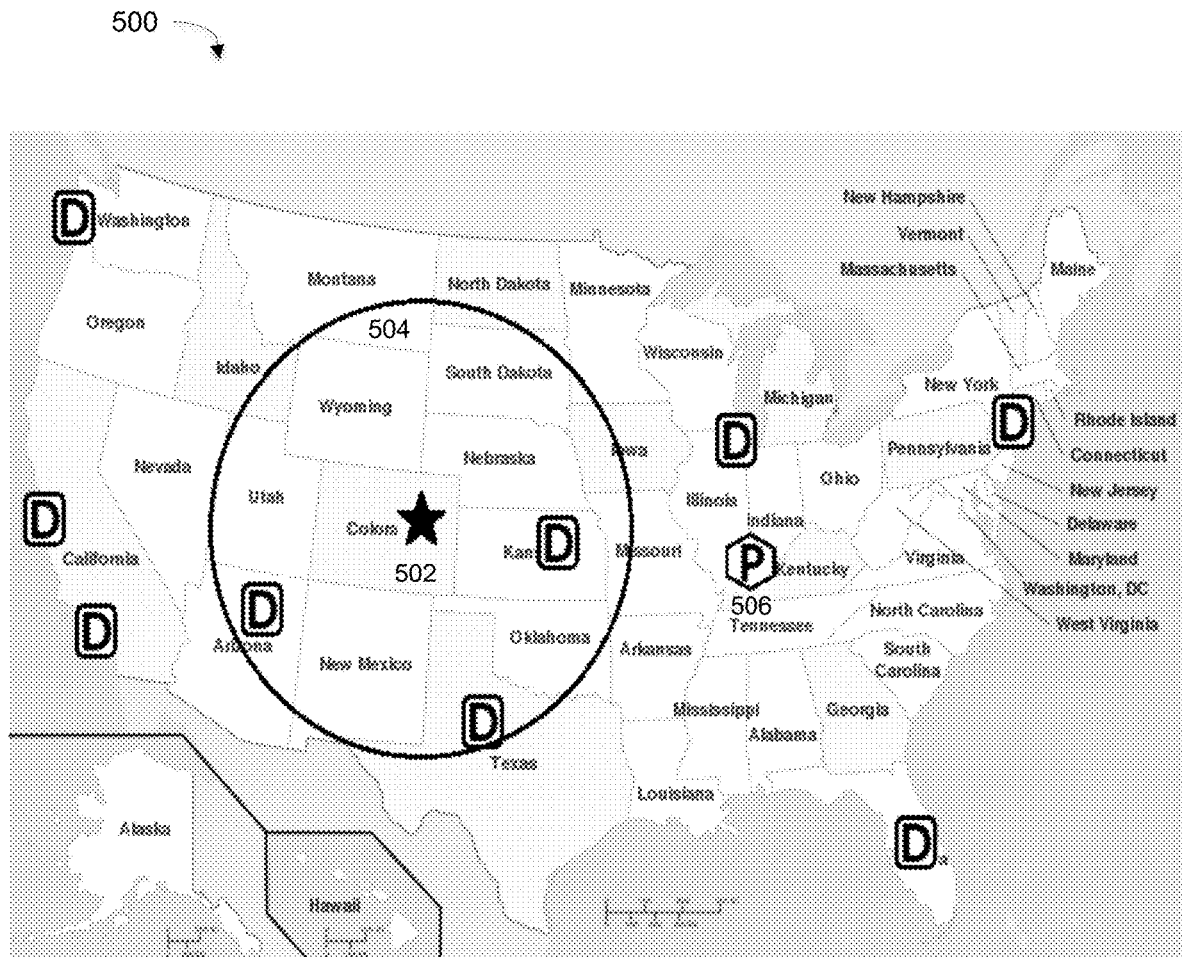 500
New Hampshire
Vermont
Massachusetts
Maine
D Washington
Montana
North Dakota
Minnesota
Oregon
504
Idaho
Wisconsin
South Dakota
New York
Michigan
Wyoming
D
D
Rhode Island
Pennsylvania
Connecticut
Nevada
Nebraska
Ohio
New Jersey
Utah
Illinois
D
Indiana
Delaware
Colora
D
Kan D
Missouri
P
Kentucky
Virginia
Maryland
California
502
Washington, DC
506
D
North Carolina
West Virginia
D
Tennessee
Oklahoma
Arkansas
South
Carolina
New Mexico
Mississippi
Georgia
D
Alabama
Texas
Louisiana
Alaska
D a
Hawaii